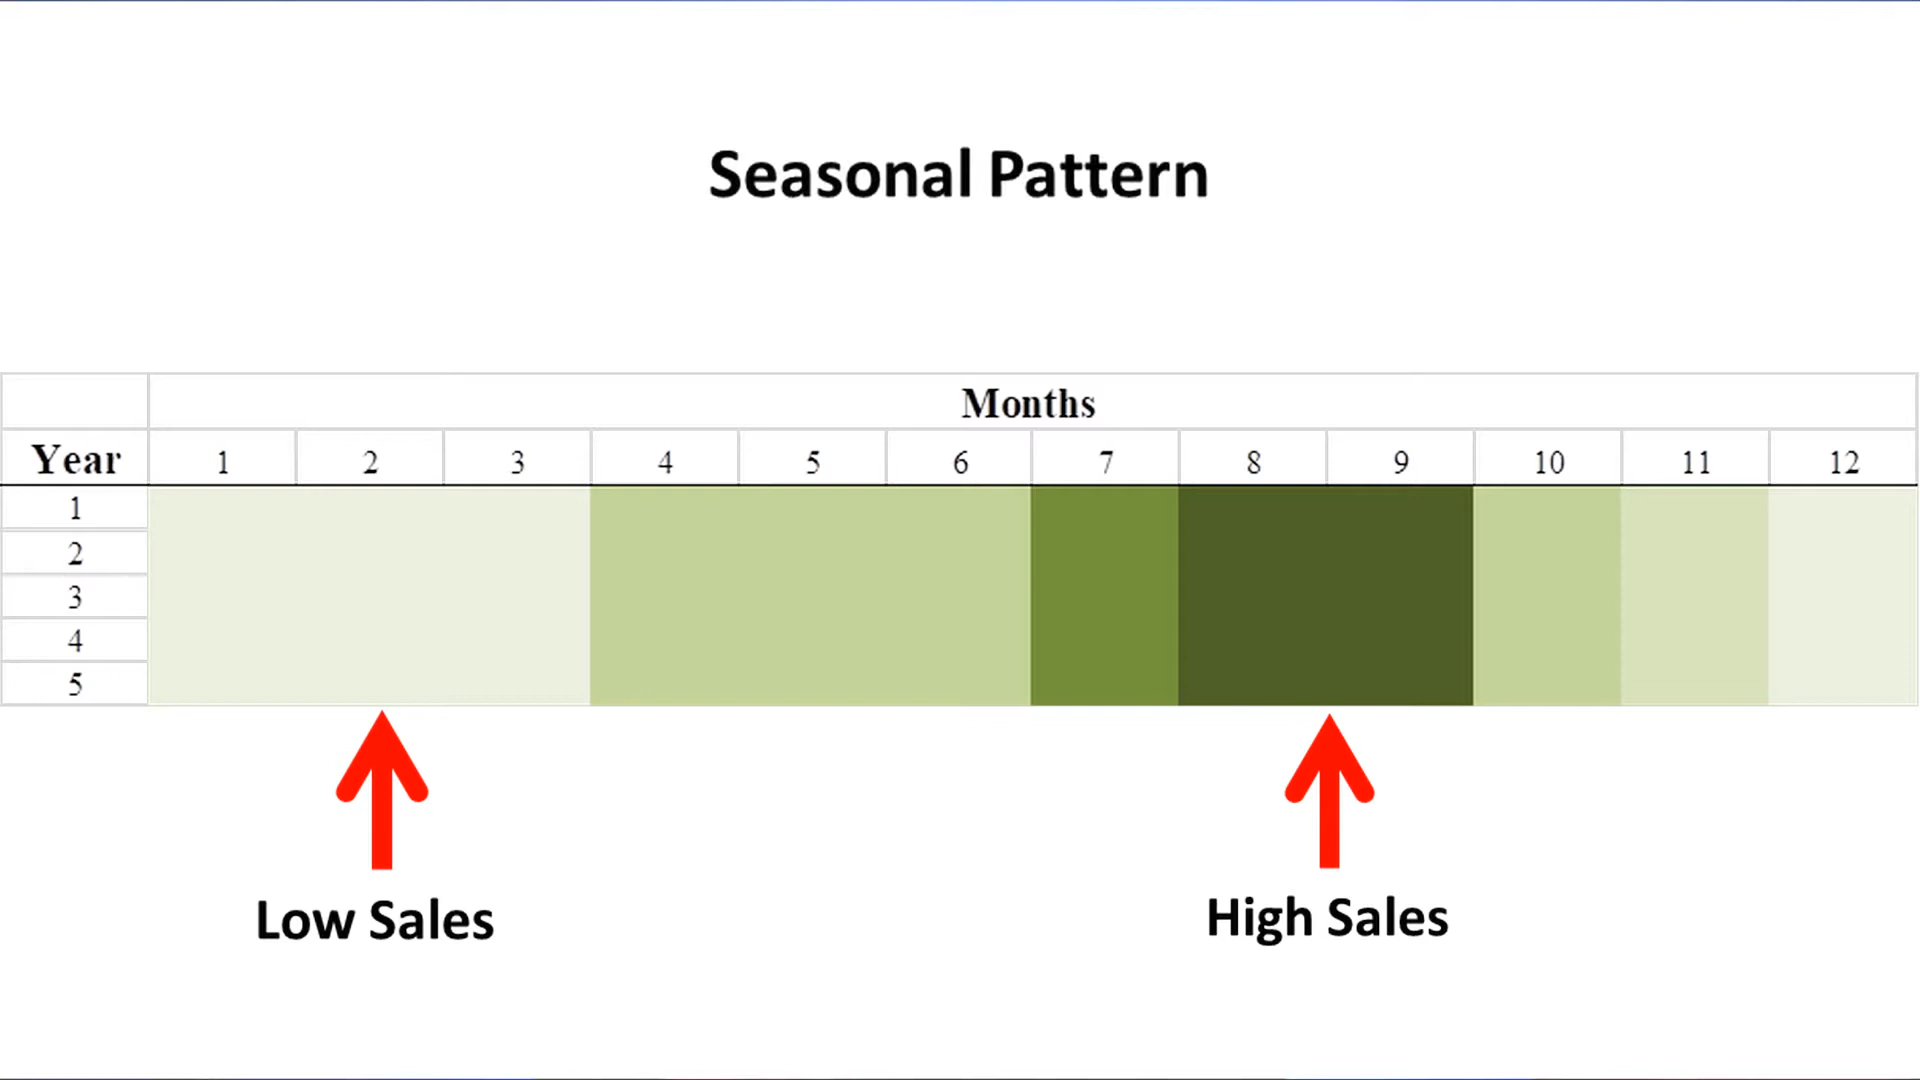 Seasonal Pattern
Months
Year 1 2 3 4 5 6 7 8 9 10 11 12
1
2
3
4
5
Low Sales
High Sales